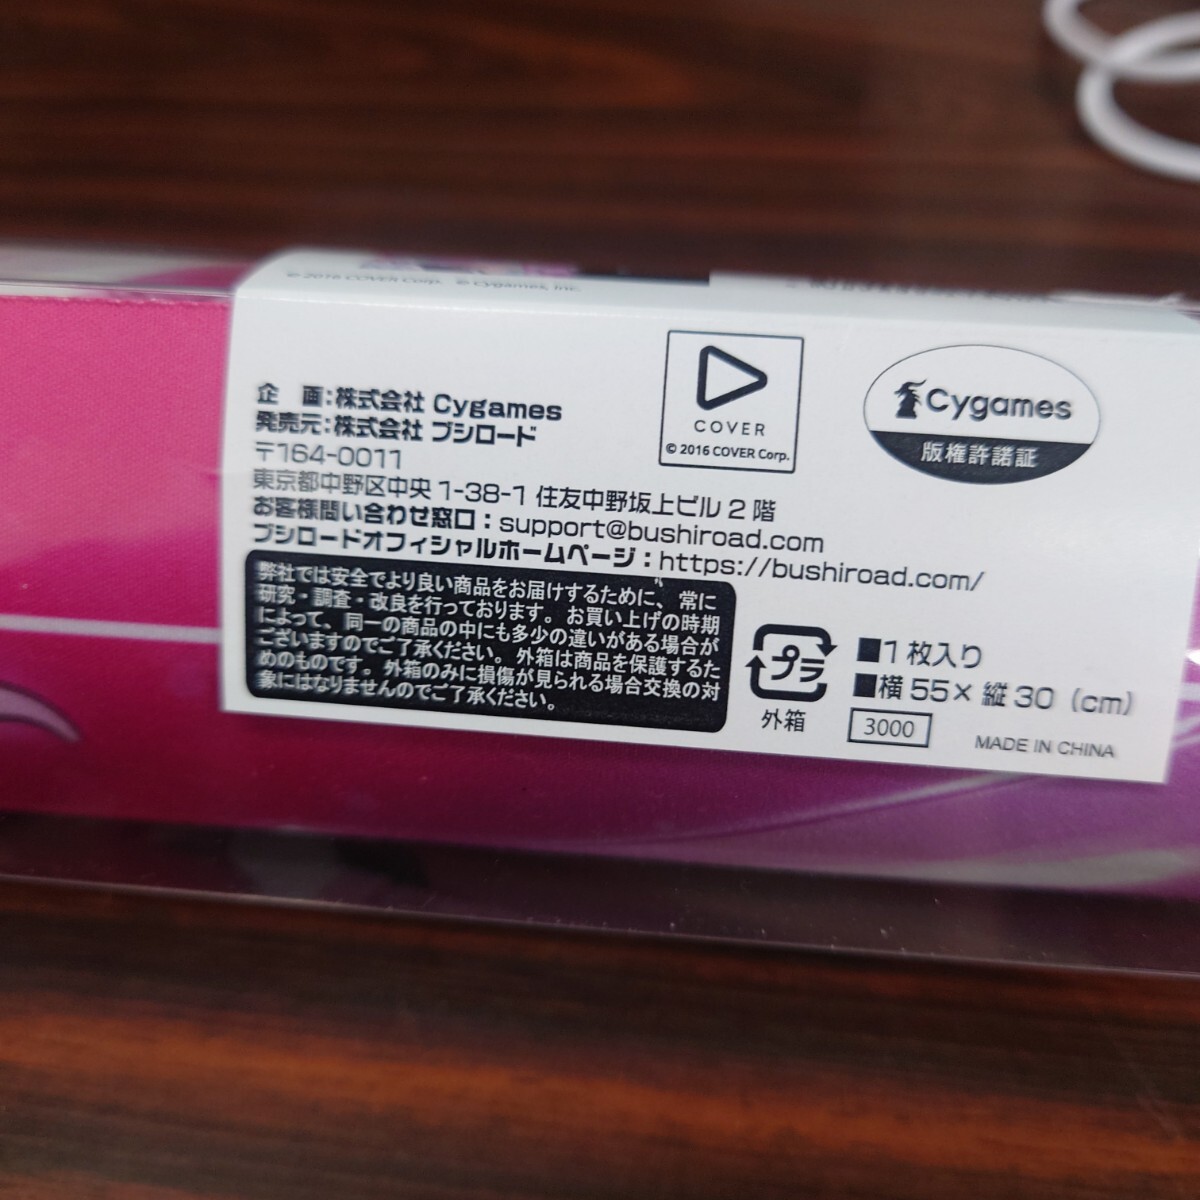 © 2016 COVER Corp. © Cygames, Inc.
企　画：株式会社 Cygames
発売元：株式会社 ブシロード
〒164-0011
東京都中野区中央 1-38-1 住友中野坂上ビル 2 階
お客様問い合わせ窓口：support@bushiroad.com
ブシロードオフィシャルホームページ：https://bushiroad.com/
COVER
© 2016 COVER Corp.
Cygames
版権許諾証
弊社では安全でより良い商品をお届けするために、常に
研究・調査・改良を行っております。お買い上げの時期
によって、同一の商品の中にも多少の違いがある場合が
ございますのでご了承ください。外箱は商品を保護するた
めのものです。外箱のみに損傷が見られる場合交換の対
象にはなりませんのでご了承ください。
プラ
外箱
■1 枚入り
■横 55× 縦 30（cm）
3000
MADE IN CHINA